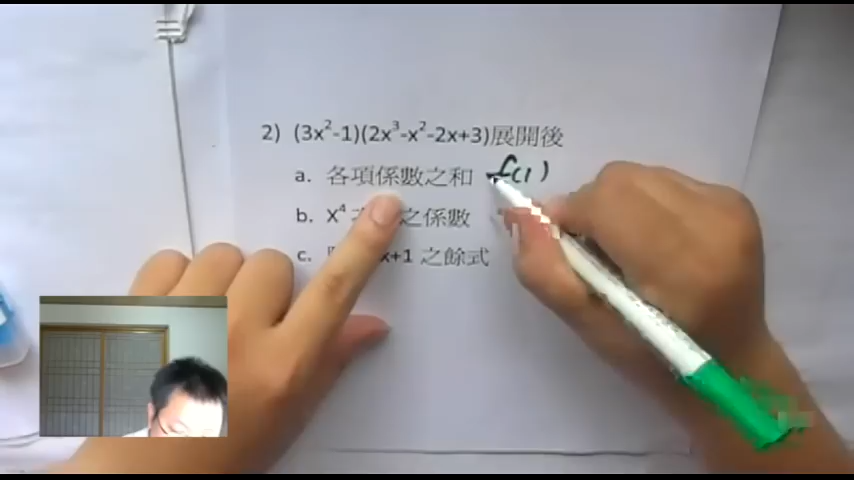 2) (3x²-1)(2x³-x²-2x+3)展開後
a. 各項係數之和 f(1)
b. X⁴ 之係數
c. x+1 之餘式